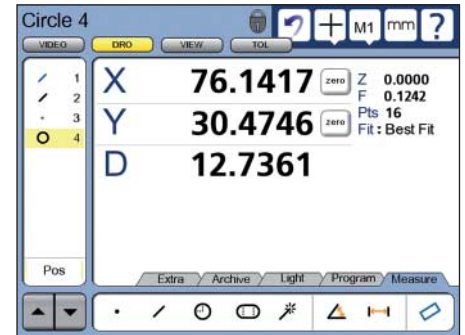 Circle 4
M1 mm ?
VIDEO DRO VIEW TOL
1
2
3
4
X 76.1417 zero
Y 30.4746 zero
D 12.7361
Z 0.0000
F 0.1242
Pts 16
Fit : Best Fit
Pos
Extra Archive Light Program Measure